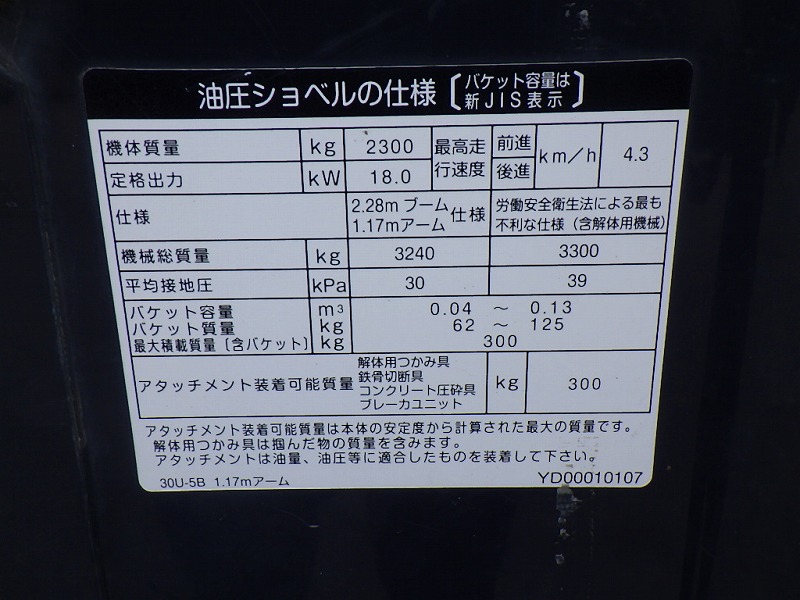 油圧ショベルの仕様〔バケット容量は
新JIS表示〕
機体質量 kg 2300 最高走行速度 前進 後進 km/h 4.3
定格出力 kW 18.0
仕様 2.28m ブーム 1.17mアーム 仕様 労働安全衛生法による最も
不利な仕様(含解体用機械)
機械総質量 kg 3240 3300
平均接地圧 kPa 30 39
バケット容量 m3 0.04 ~ 0.13
バケット質量 kg 62 ~ 125
最大積載質量〔含バケット〕 kg 300
アタッチメント装着可能質量 解体用つかみ具
鉄骨切断具
コンクリート圧砕具
ブレーカユニット
kg 300
アタッチメント装着可能質量は本体の安定度から計算された最大の質量です。
解体用つかみ具は掴んだ物の質量を含みます。
アタッチメントは油量、油圧等に適合したものを装着して下さい。
30U-5B 1.17mアーム YD00010107